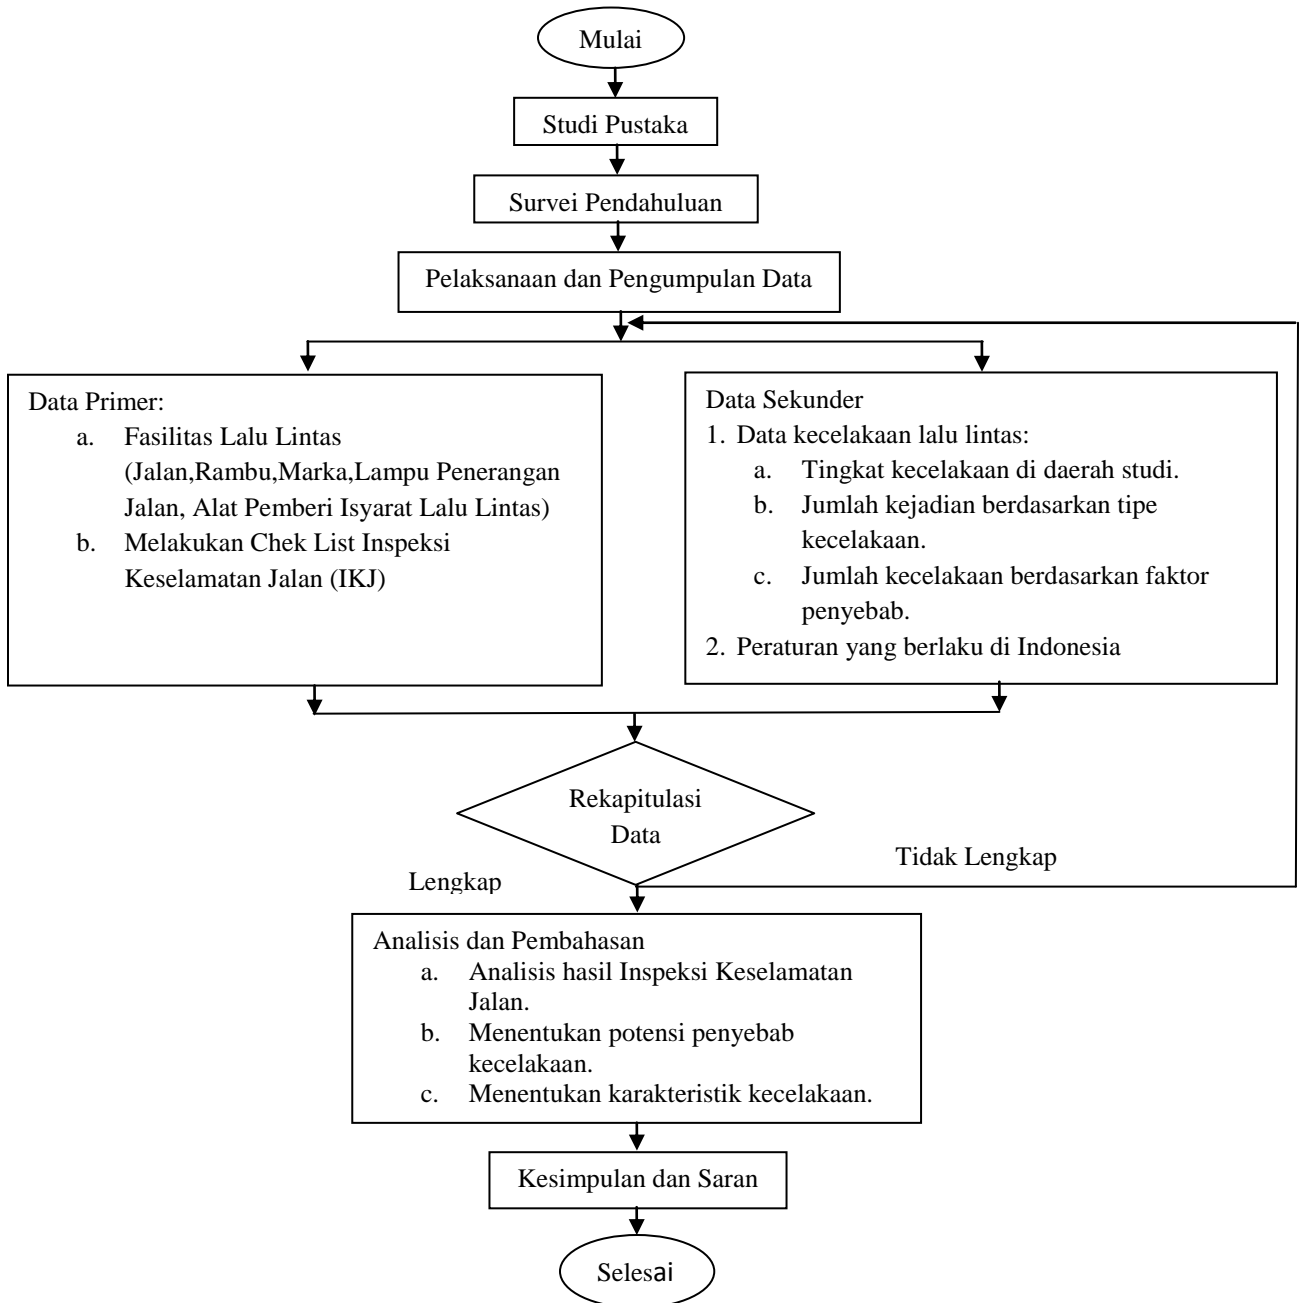 Mulai
Studi Pustaka
Survei Pendahuluan
Pelaksanaan dan Pengumpulan Data
Data Primer:
a. Fasilitas Lalu Lintas
(Jalan,Rambu,Marka,Lampu Penerangan
Jalan, Alat Pemberi Isyarat Lalu Lintas)
b. Melakukan Chek List Inspeksi
Keselamatan Jalan (IKJ)
Data Sekunder
1. Data kecelakaan lalu lintas:
a. Tingkat kecelakaan di daerah studi.
b. Jumlah kejadian berdasarkan tipe
kecelakaan.
c. Jumlah kecelakaan berdasarkan faktor
penyebab.
2. Peraturan yang berlaku di Indonesia
Rekapitulasi
Data
Tidak Lengkap
Lengkap
Analisis dan Pembahasan
a. Analisis hasil Inspeksi Keselamatan
Jalan.
b. Menentukan potensi penyebab
kecelakaan.
c. Menentukan karakteristik kecelakaan.
Kesimpulan dan Saran
Selesai